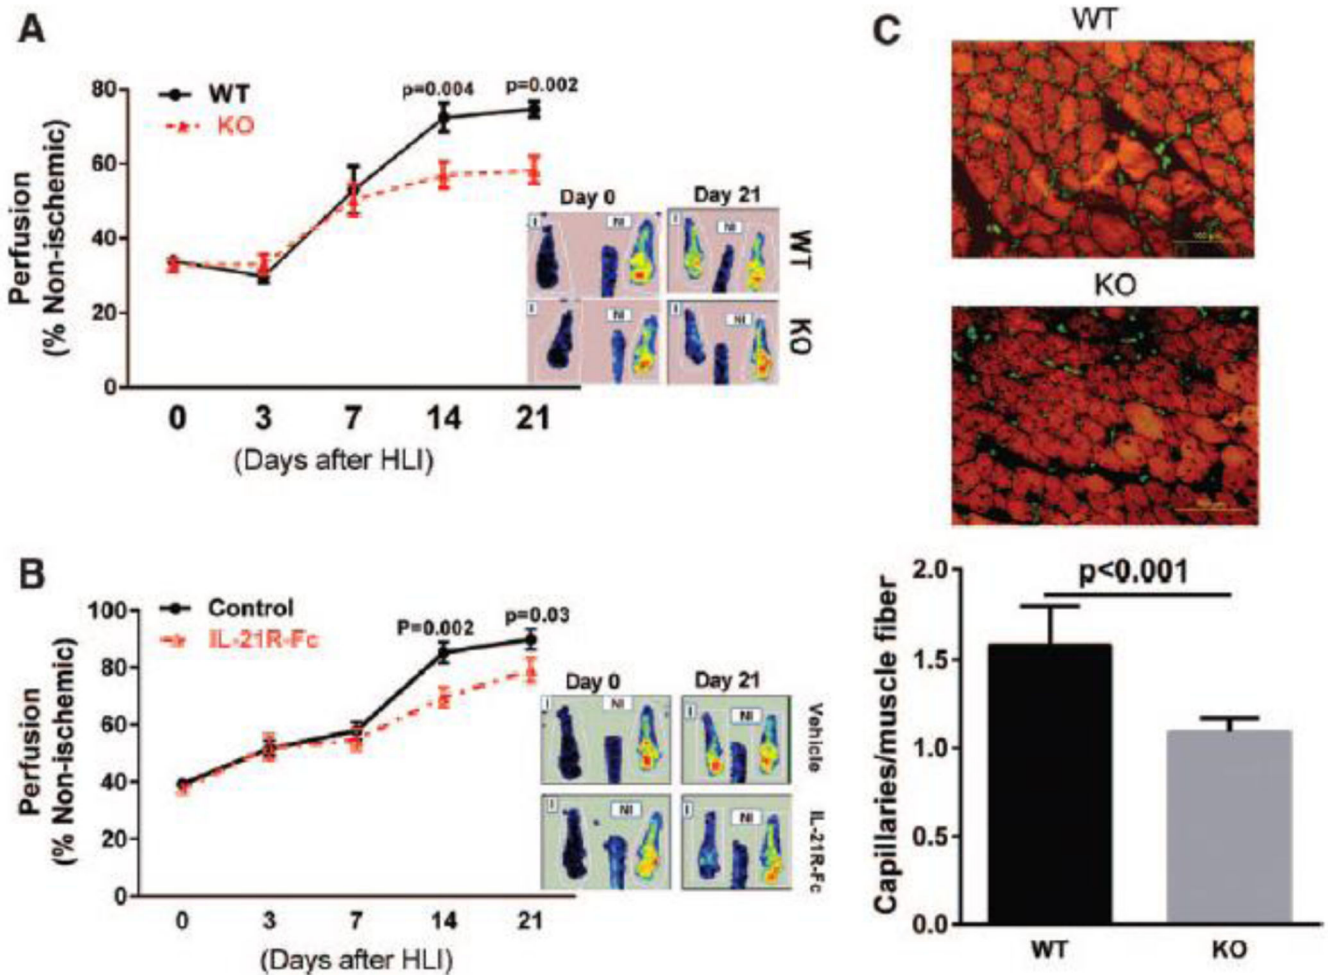 A
80
60
40
20
0
Perfusion
(% Non-ischemic)
WT
KO
p=0.004
p=0.002
0 3 7 14 21
(Days after HLI)
Day 0 Day 21
I NI I NI
WT
I NI I NI
KO
B
100
80
60
40
20
0
Perfusion
(% Non-ischemic)
Control
IL-21R-Fc
P=0.002
p=0.03
0 3 7 14 21
(Days after HLI)
Day 0 Day 21
I NI I NI
Vehicle
I NI I NI
IL-21R-Fc
C
WT
KO
2.0
1.5
1.0
0.5
0.0
Capillaries/muscle fiber
p<0.001
WT KO